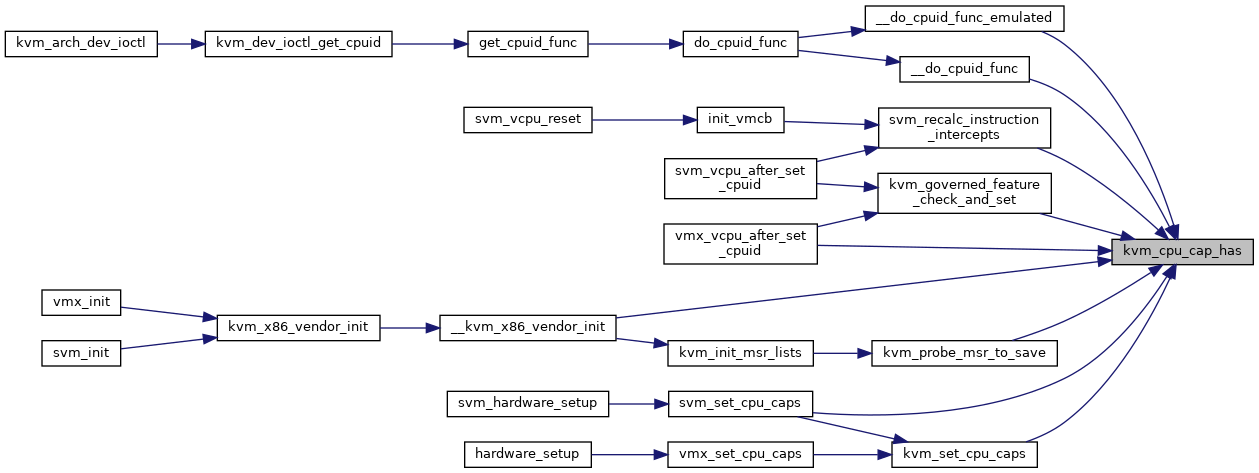 __do_cpuid_func_emulated
kvm_arch_dev_ioctl
kvm_dev_ioctl_get_cpuid
get_cpuid_func
do_cpuid_func
__do_cpuid_func
svm_vcpu_reset
init_vmcb
svm_recalc_instruction
_intercepts
svm_vcpu_after_set
_cpuid
kvm_governed_feature
_check_and_set
vmx_vcpu_after_set
_cpuid
kvm_cpu_cap_has
vmx_init
kvm_x86_vendor_init
__kvm_x86_vendor_init
svm_init
kvm_init_msr_lists
kvm_probe_msr_to_save
svm_hardware_setup
svm_set_cpu_caps
hardware_setup
vmx_set_cpu_caps
kvm_set_cpu_caps